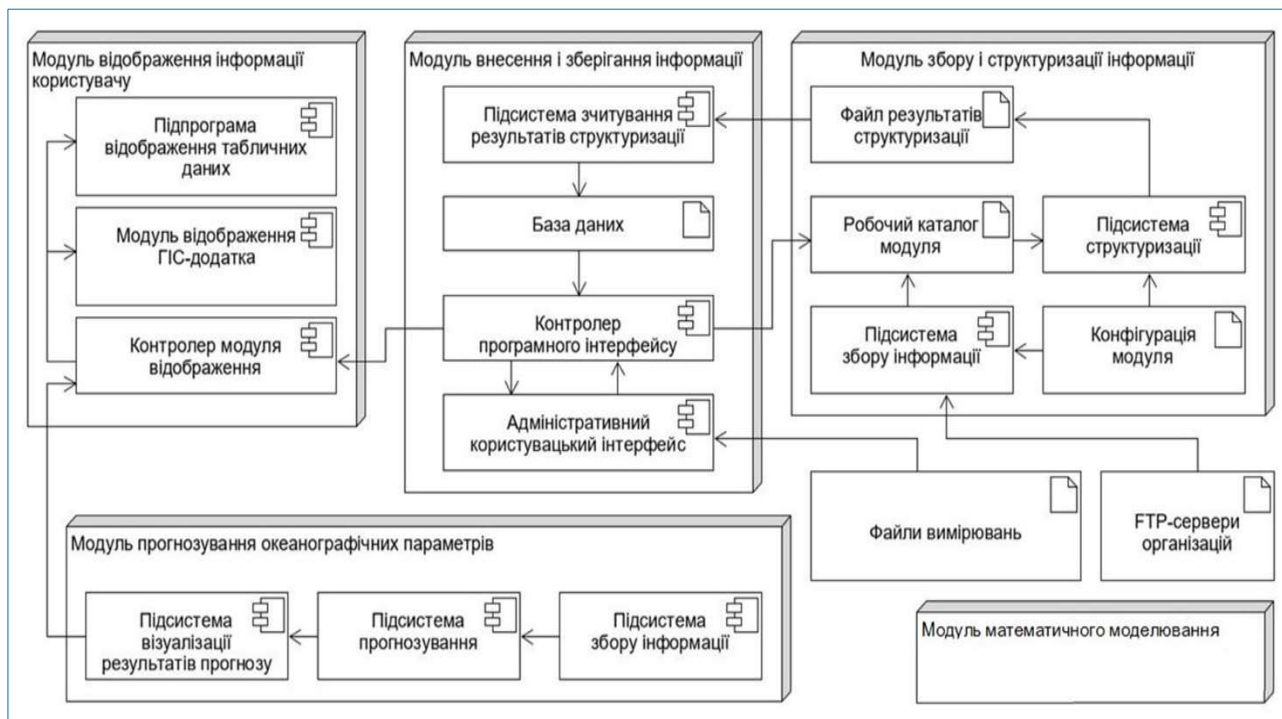 Модуль відображення інформації
користувачу
Підпрограма
відображення табличних
даних
Модуль відображення
ГІС-додатка
Контролер модуля
відображення
Модуль внесення і зберігання інформації
Підсистема зчитування
результатів структуризації
База даних
Контролер
програмного інтерфейсу
Адміністративний
користувацький інтерфейс
Модуль збору і структуризації інформації
Файл результатів
структуризації
Робочий каталог
модуля
Підсистема
структуризації
Підсистема
збору інформації
Конфігурація
модуля
Файли вимірювань
FTP-сервери
організацій
Модуль прогнозування океанографічних параметрів
Підсистема
візуалізації
результатів прогнозу
Підсистема
прогнозування
Підсистема
збору інформації
Модуль математичного моделювання